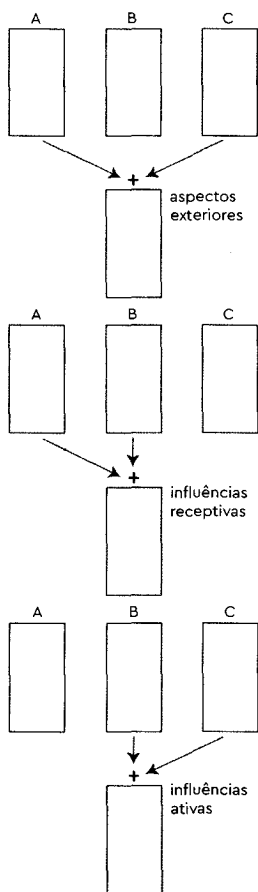 A B C
+
aspectos
exteriores
A B C
+
influências
receptivas
A B C
+
influências
ativas